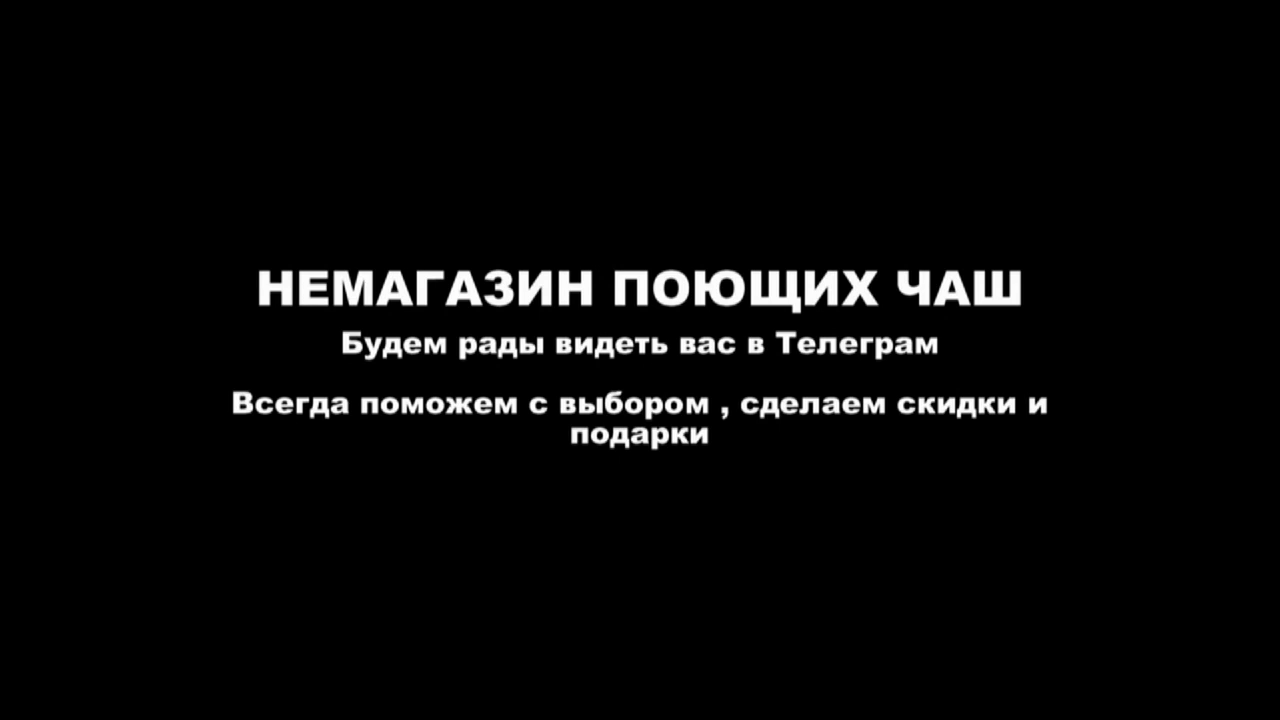 НЕМАГАЗИН ПОЮЩИХ ЧАШ
Будем рады видеть вас в Телеграм
Всегда поможем с выбором , сделаем скидки и
подарки